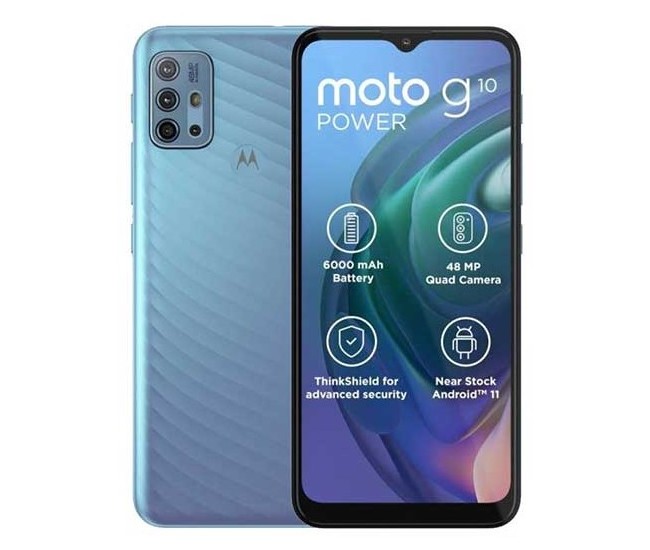 moto g10
POWER
6000 mAh
Battery
48 MP
Quad Camera
ThinkShield for
advanced security
Near Stock
Android™ 11